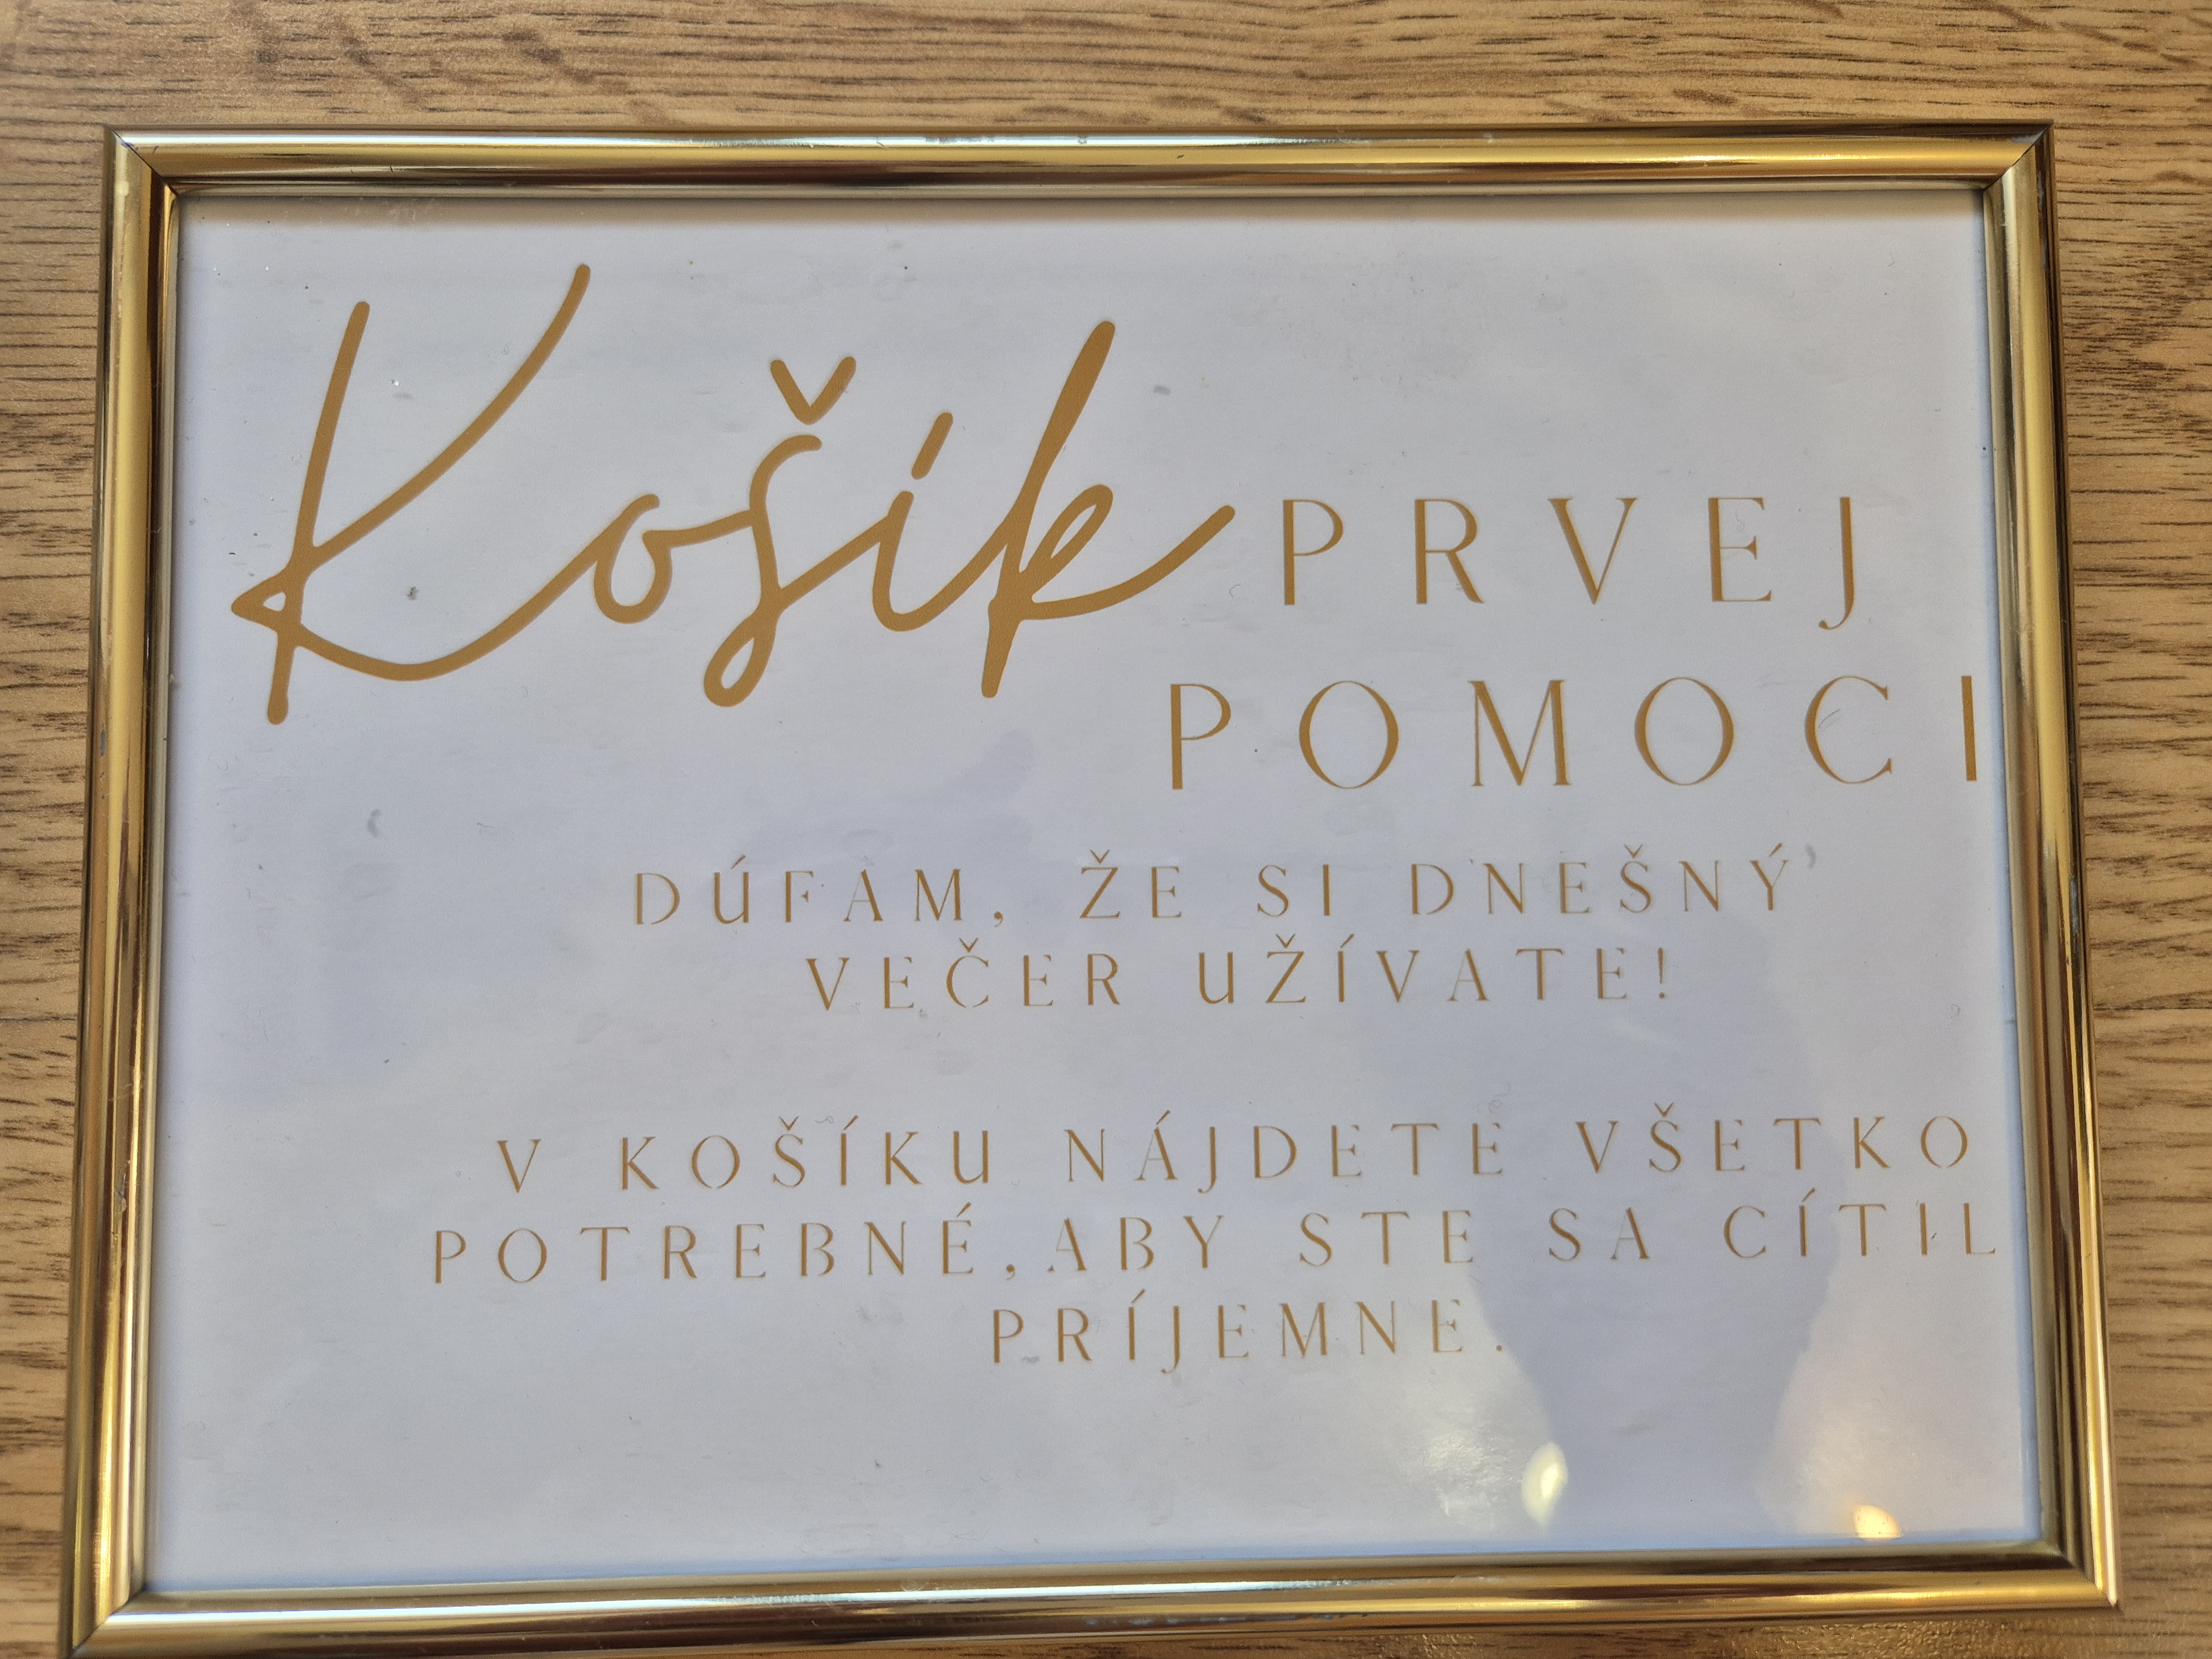 Košík PRVEJ
POMOCI
DÚFAM, ŽE SI DNEŠNÝ
VEČER UŽÍVATE!
V KOŠÍKU NÁJDETE VŠETKO
POTREBNÉ,ABY STE SA CÍTIL
PRÍJEMNE.